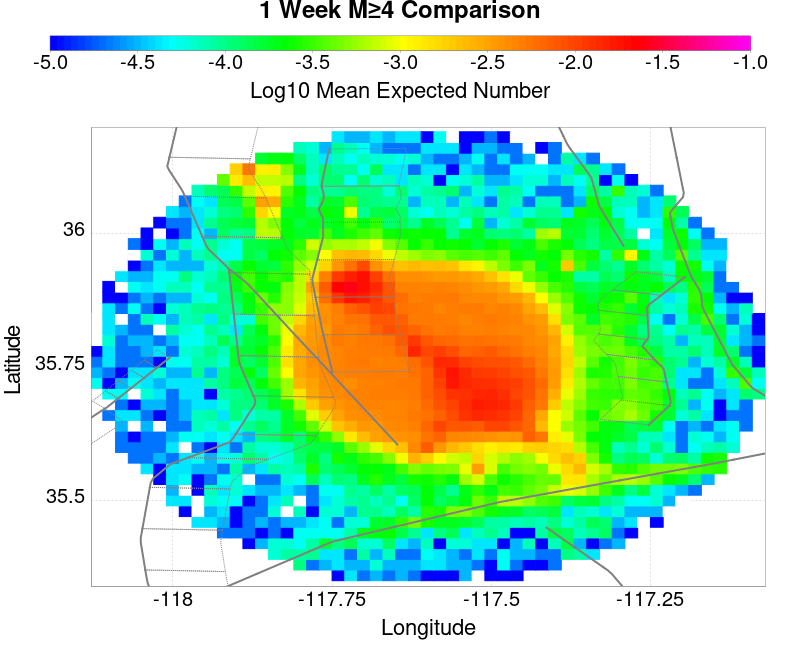 1 Week M≥4 Comparison
-5.0 -4.5 -4.0 -3.5 -3.0 -2.5 -2.0 -1.5 -1.0
Log10 Mean Expected Number
36
35.75
35.5
Latitude
-118 -117.75 -117.5 -117.25
Longitude